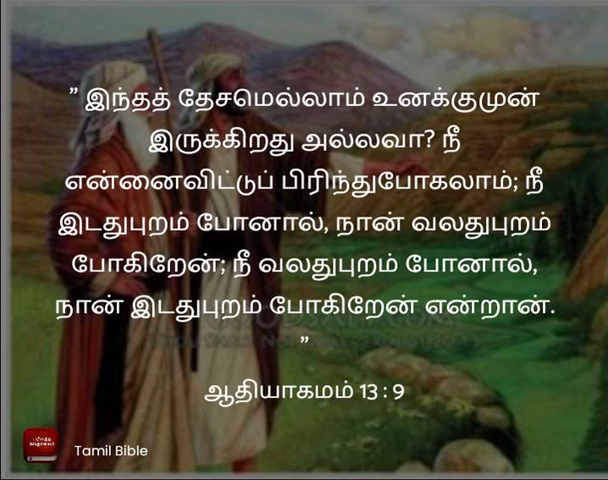 ” இந்தத் தேசமெல்லாம் உனக்குமுன்
இருக்கிறது அல்லவா? நீ
என்னைவிட்டுப் பிரிந்துபோகலாம்; நீ
இடதுபுறம் போனால், நான் வலதுபுறம்
போகிறேன்; நீ வலதுபுறம் போனால்,
நான் இடதுபுறம் போகிறேன் என்றான்.
”
ஆதியாகமம் 13 : 9
Tamil Bible